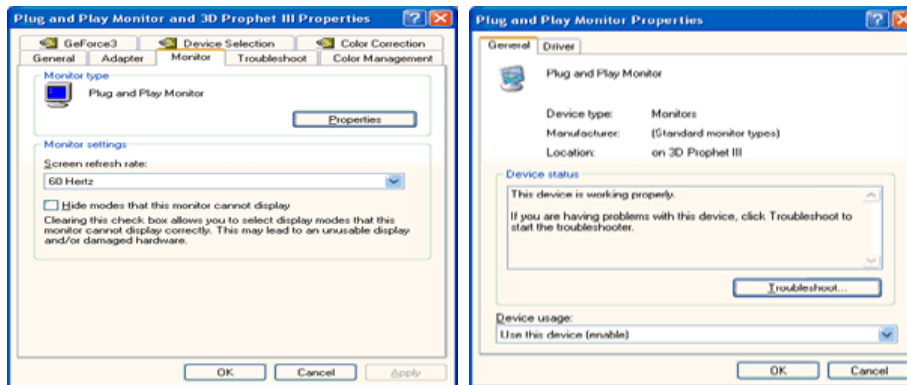 Plug and Play Monitor and 3D Prophet III Properties
GeForce3 Device Selection Color Correction
General Adapter Monitor Troubleshoot Color Management
Monitor type
Plug and Play Monitor
Properties
Monitor settings
Screen refresh rate:
60 Hertz
Hide modes that this monitor cannot display
Clearing this check box allows you to select display modes that this
monitor cannot display correctly. This may lead to an unusable display
and/or damaged hardware.
OK Cancel Apply
Plug and Play Monitor Properties
General Driver
Plug and Play Monitor
Device type: Monitors
Manufacturer: (Standard monitor types)
Location: on 3D Prophet III
Device status
This device is working properly.
If you are having problems with this device, click Troubleshoot to
start the troubleshooter.
Troubleshoot...
Device usage:
Use this device (enable)
OK Cancel